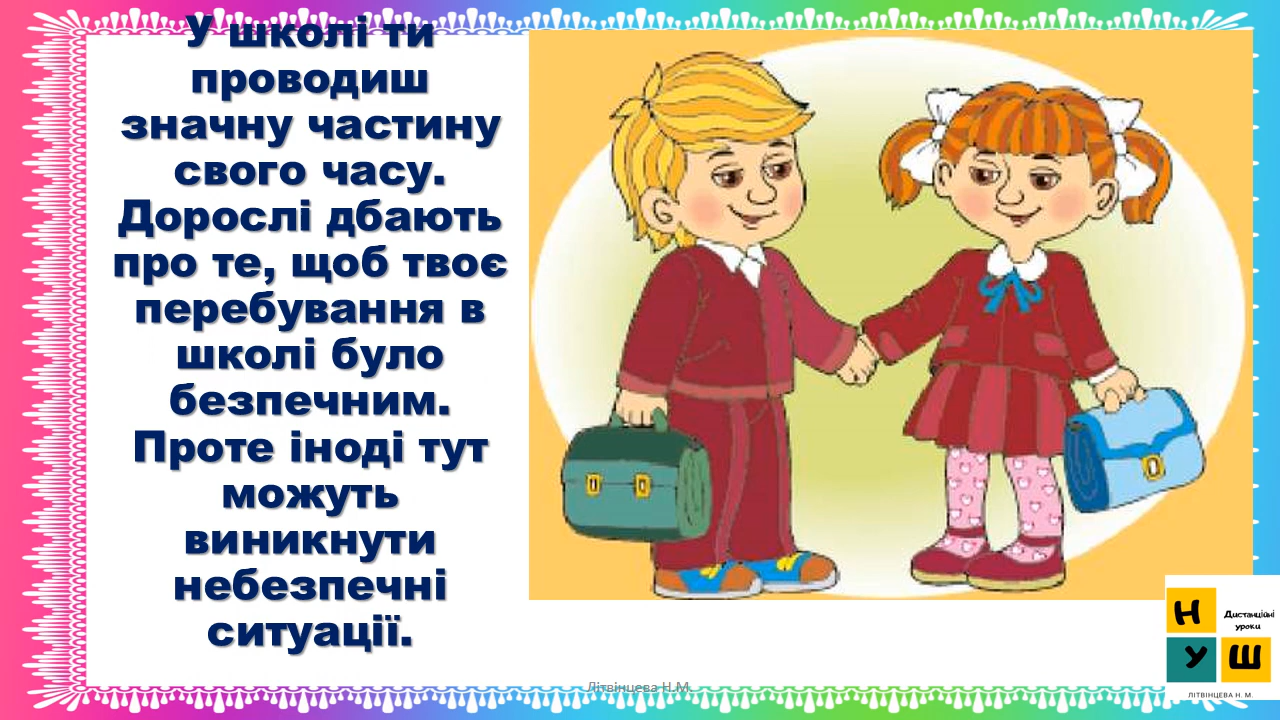 У школі ти
проводиш
значну частину
свого часу.
Дорослі дбають
про те, щоб твоє
перебування в
школі було
безпечним.
Проте іноді тут
можуть
виникнути
небезпечні
ситуації.
Літвінцева Н.М.
Н
Дистанційні
уроки
У Ш
ЛІТВІНЦЕВА Н. М.